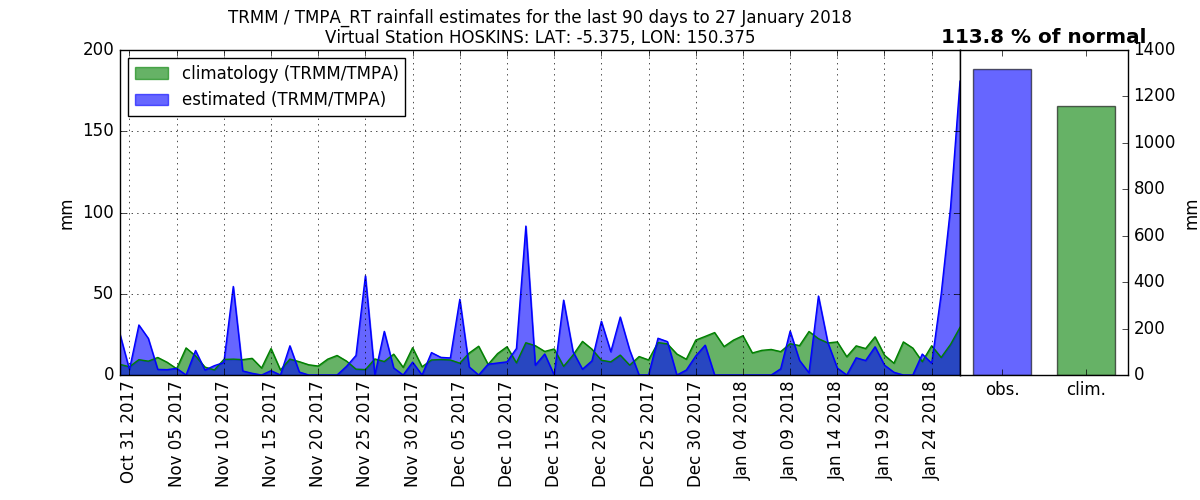 TRMM / TMPA_RT rainfall estimates for the last 90 days to 27 January 2018
Virtual Station HOSKINS: LAT: -5.375, LON: 150.375
113.8 % of normal
climatology (TRMM/TMPA)
estimated (TRMM/TMPA)
200
150
100
50
0
mm
Oct 31 2017
Nov 05 2017
Nov 10 2017
Nov 15 2017
Nov 20 2017
Nov 25 2017
Nov 30 2017
Dec 05 2017
Dec 10 2017
Dec 15 2017
Dec 20 2017
Dec 25 2017
Dec 30 2017
Jan 04 2018
Jan 09 2018
Jan 14 2018
Jan 19 2018
Jan 24 2018
1400
1200
1000
800
600
400
200
0
mm
obs.
clim.